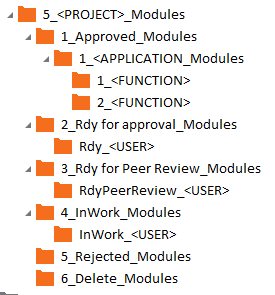 5_<PROJECT>_Modules
1_Approved_Modules
1_<APPLICATION_Modules
1_<FUNCTION>
2_<FUNCTION>
2_Rdy for approval_Modules
Rdy_<USER>
3_Rdy for Peer Review_Modules
RdyPeerReview_<USER>
4_InWork_Modules
InWork_<USER>
5_Rejected_Modules
6_Delete_Modules